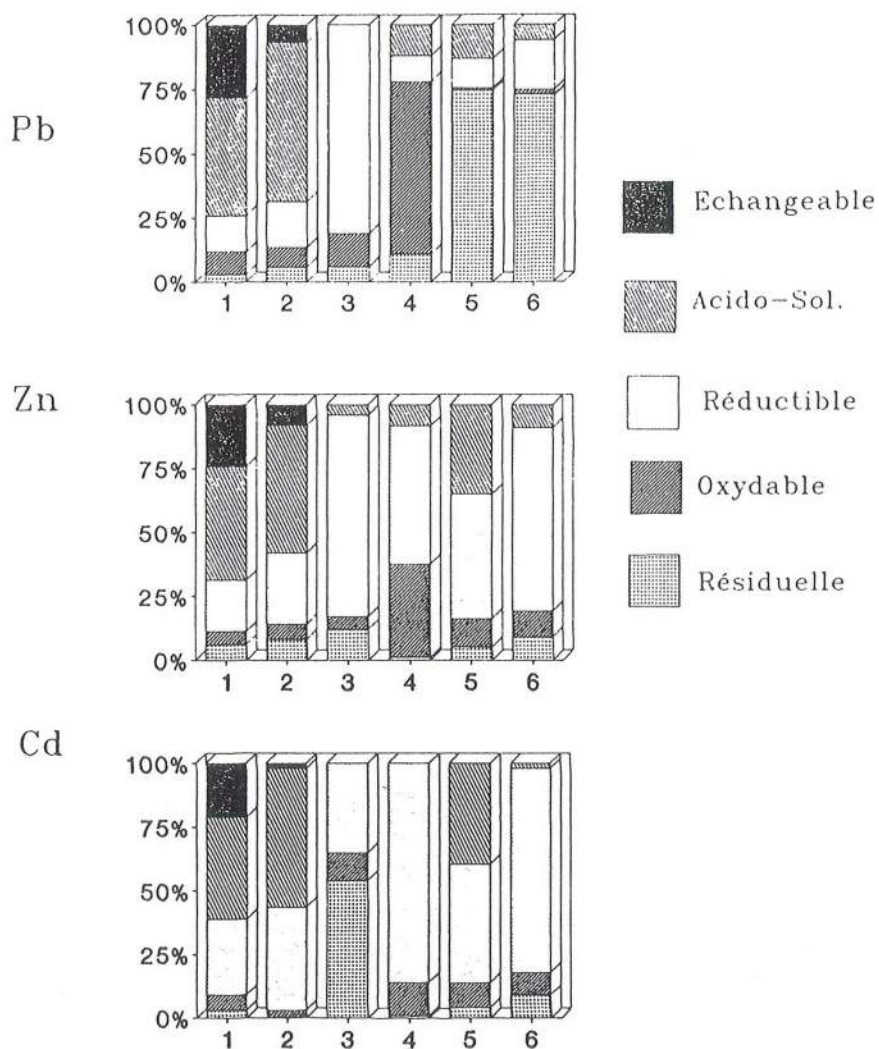 Pb
100%
75%
50%
25%
0%
1 2 3 4 5 6
Zn
100%
75%
50%
25%
0%
1 2 3 4 5 6
Cd
100%
75%
50%
25%
0%
1 2 3 4 5 6
Echangeable
Acido-Sol.
Réductible
Oxydable
Résiduelle